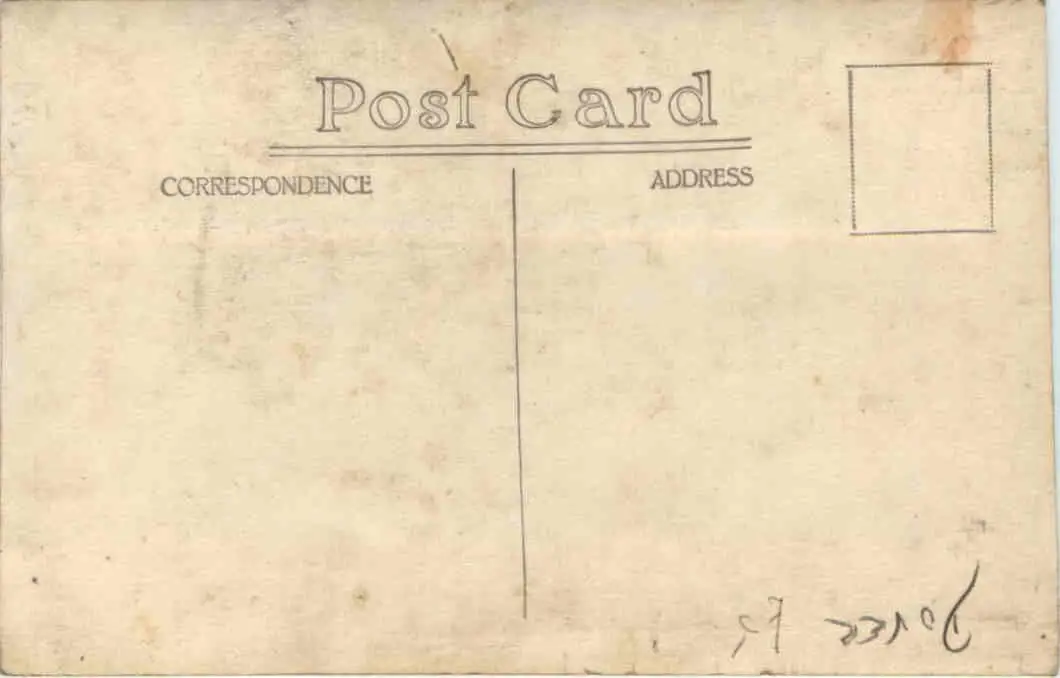 Post Card
CORRESPONDENCE ADDRESS